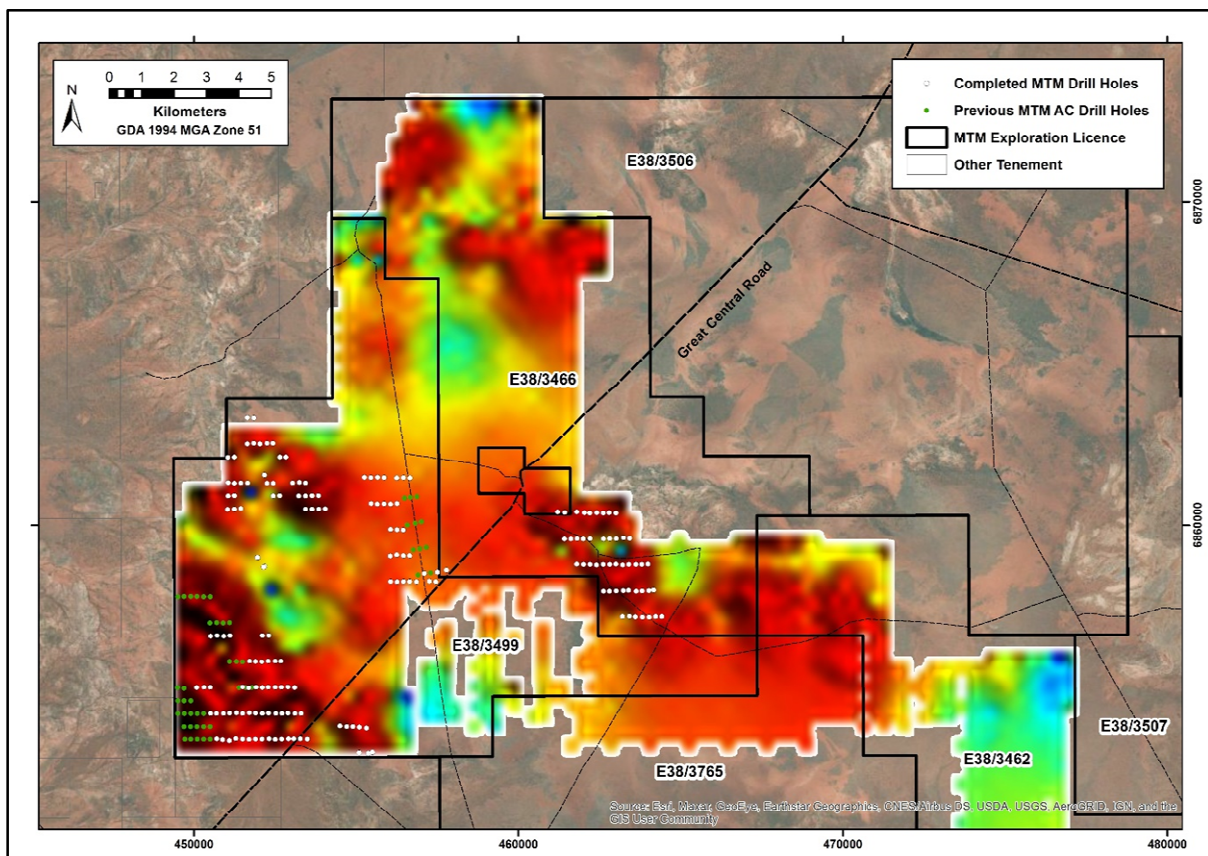 N
0 1 2 3 4 5
Kilometers
GDA 1994 MGA Zone 51
Completed MTM Drill Holes
Previous MTM AC Drill Holes
MTM Exploration Licence
Other Tenement
E38/3506
6870000
Great Central Road
E38/3466
6860000
E38/3499
E38/3507
E38/3462
E38/3765
Source: Esri, Maxar, GeoEye, Earthstar Geographics, CNES/Airbus DS, USDA, USGS, AeroGRID, IGN, and the
GIS User Community
450000 460000 470000 480000